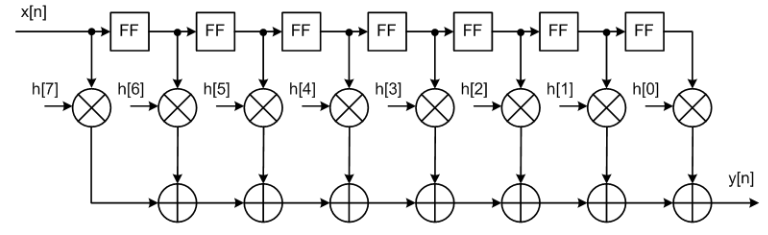 x[n]
FF FF FF FF FF FF FF
h[7] h[6] h[5] h[4] h[3] h[2] h[1] h[0]
y[n]